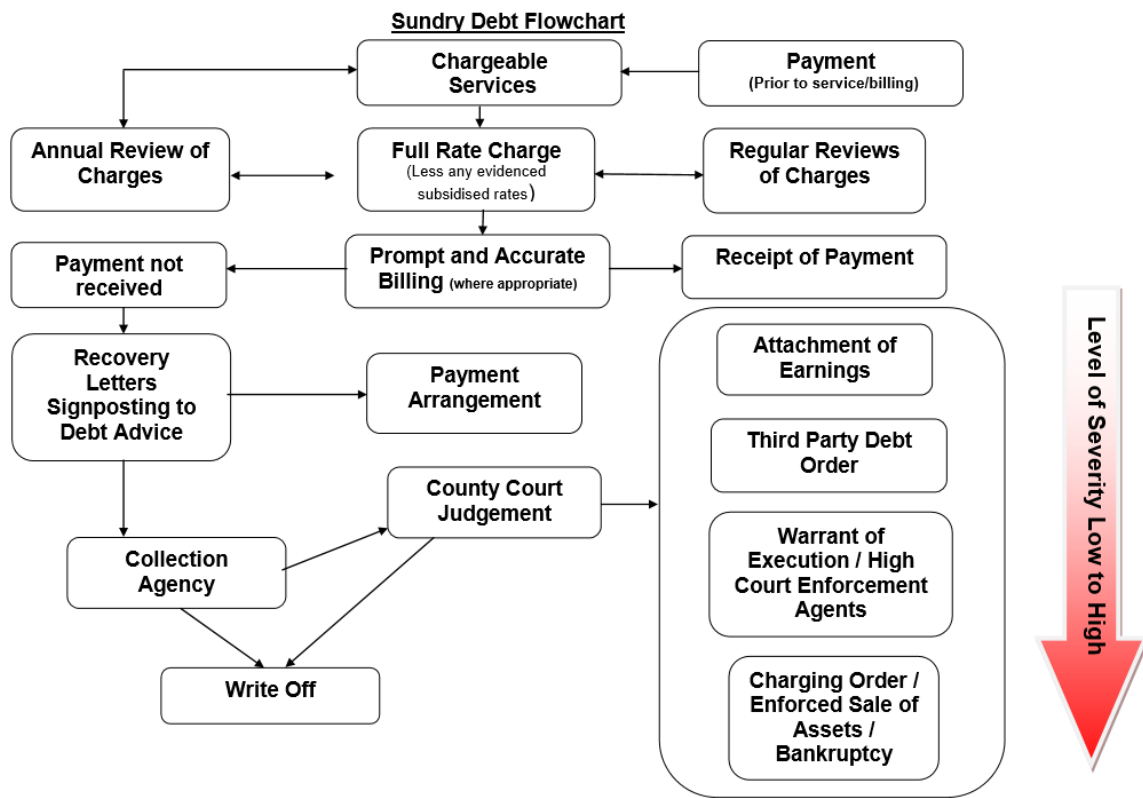 Sundry Debt Flowchart
Chargeable
Services
Payment
(Prior to service/billing)
Annual Review of
Charges
Full Rate Charge
(Less any evidenced
subsidised rates)
Regular Reviews
of Charges
Payment not
received
Prompt and Accurate
Billing (where appropriate)
Receipt of Payment
Recovery
Letters
Signposting to
Debt Advice
Payment
Arrangement
Attachment of
Earnings
Third Party Debt
Order
County Court
Judgement
Collection
Agency
Warrant of
Execution / High
Court Enforcement
Agents
Write Off
Charging Order /
Enforced Sale of
Assets /
Bankruptcy
Level of Severity Low to High